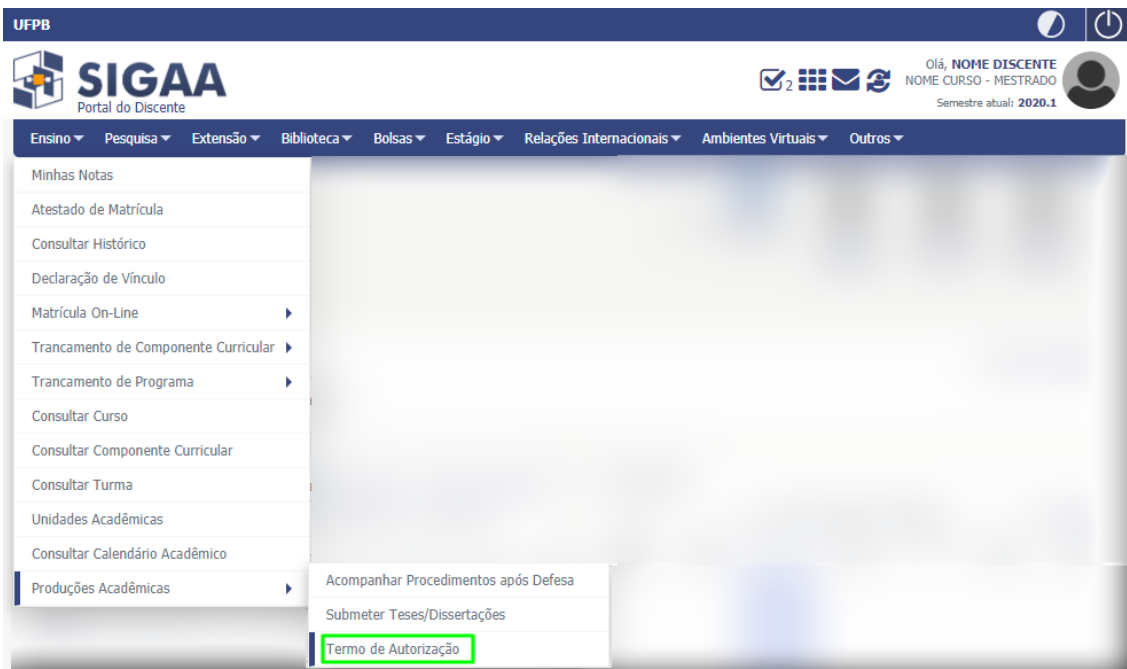 UFPB
SIGAA
Portal do Discente
2
Olá, NOME DISCENTE
NOME CURSO - MESTRADO
Semestre atual: 2020.1
Ensino Pesquisa Extensão Biblioteca Bolsas Estágio Relações Internacionais Ambientes Virtuais Outros
Minhas Notas
Atestado de Matrícula
Consultar Histórico
Declaração de Vínculo
Matrícula On-Line
Trancamento de Componente Curricular
Trancamento de Programa
Consultar Curso
Consultar Componente Curricular
Consultar Turma
Unidades Acadêmicas
Consultar Calendário Acadêmico
Produções Acadêmicas
Acompanhar Procedimentos após Defesa
Submeter Teses/Dissertações
Termo de Autorização